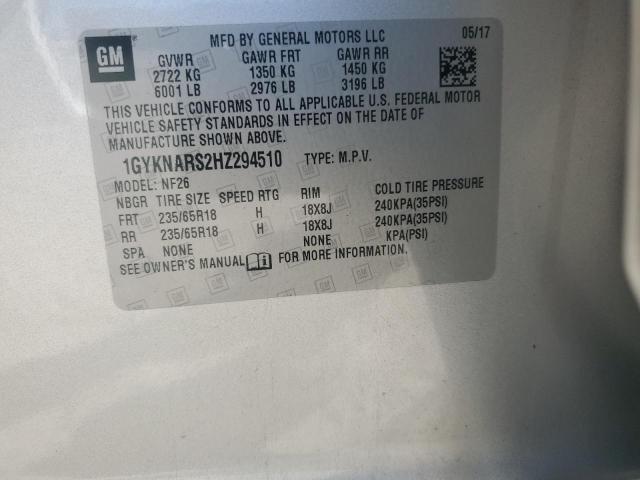 GM
MFD BY GENERAL MOTORS LLC 05/17
GVWR GAWR FRT GAWR RR
2722 KG 1350 KG 1450 KG
6001 LB 2976 LB 3196 LB
THIS VEHICLE CONFORMS TO ALL APPLICABLE U.S. FEDERAL MOTOR
VEHICLE SAFETY STANDARDS IN EFFECT ON THE DATE OF
MANUFACTURE SHOWN ABOVE.
1GYKNARS2HZ294510 TYPE: M.P.V.
MODEL: NF26
NBGR TIRE SIZE SPEED RTG RIM COLD TIRE PRESSURE
FRT 235/65R18 H 18X8J 240KPA(35PSI)
RR 235/65R18 H 18X8J 240KPA(35PSI)
SPA NONE NONE KPA(PSI)
SEE OWNER'S MANUAL FOR MORE INFORMATION.